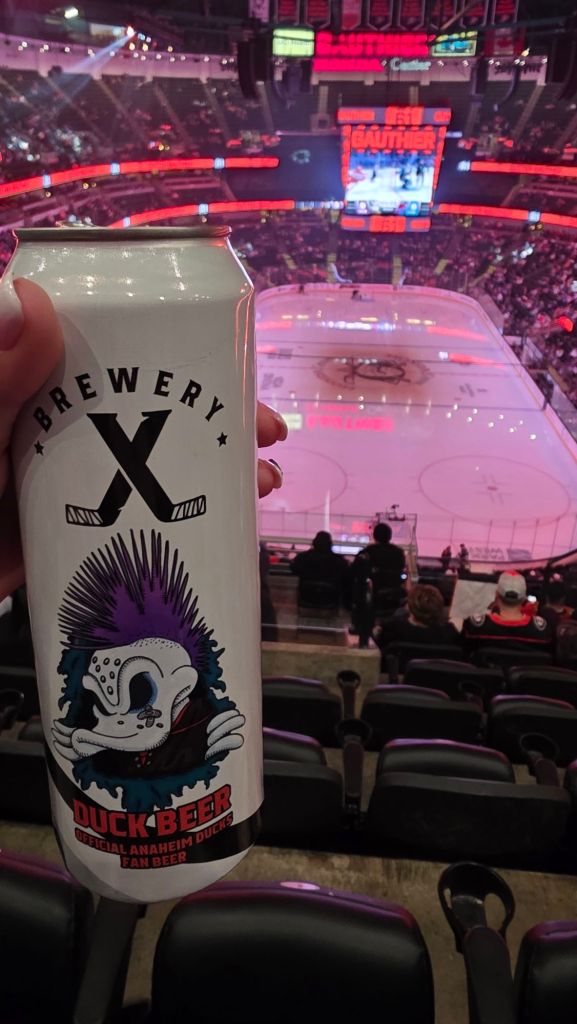 GAUTHIER
GAUTHIER
BREWERY
X
DUCK BEER
OFFICIAL ANAHEIM DUCKS
FAN BEER